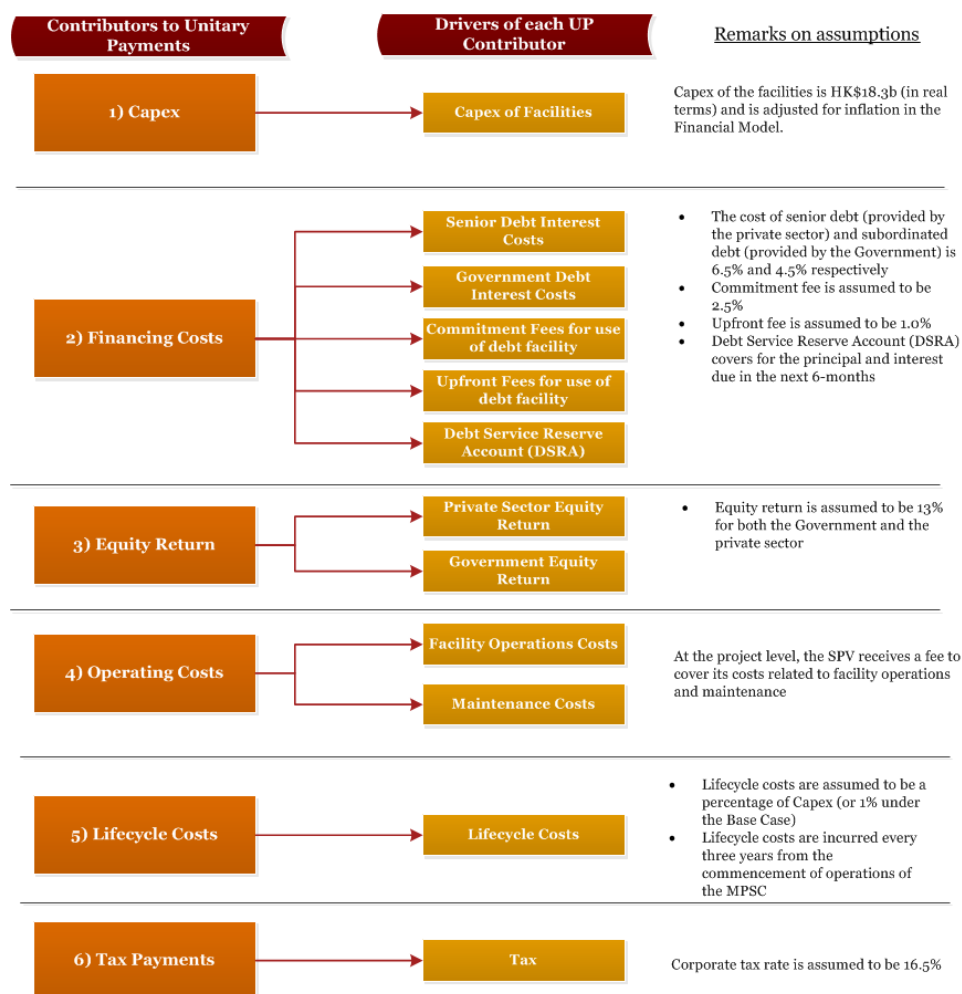 Contributors to Unitary
Payments
Drivers of each UP
Contributor
Remarks on assumptions
1) Capex
Capex of Facilities
Capex of the facilities is HK$18.3b (in real
terms) and is adjusted for inflation in the
Financial Model.
2) Financing Costs
Senior Debt Interest
Costs
Government Debt
Interest Costs
Commitment Fees for use
of debt facility
Upfront Fees for use of
debt facility
Debt Service Reserve
Account (DSRA)
• The cost of senior debt (provided by
the private sector) and subordinated
debt (provided by the Government) is
6.5% and 4.5% respectively
• Commitment fee is assumed to be
2.5%
• Upfront fee is assumed to be 1.0%
• Debt Service Reserve Account (DSRA)
covers for the principal and interest
due in the next 6-months
3) Equity Return
Private Sector Equity
Return
Government Equity
Return
• Equity return is assumed to be 13%
for both the Government and the
private sector
4) Operating Costs
Facility Operations Costs
Maintenance Costs
At the project level, the SPV receives a fee to
cover its costs related to facility operations
and maintenance
5) Lifecycle Costs
Lifecycle Costs
• Lifecycle costs are assumed to be a
percentage of Capex (or 1% under
the Base Case)
• Lifecycle costs are incurred every
three years from the
commencement of operations of
the MPSC
6) Tax Payments
Tax
Corporate tax rate is assumed to be 16.5%